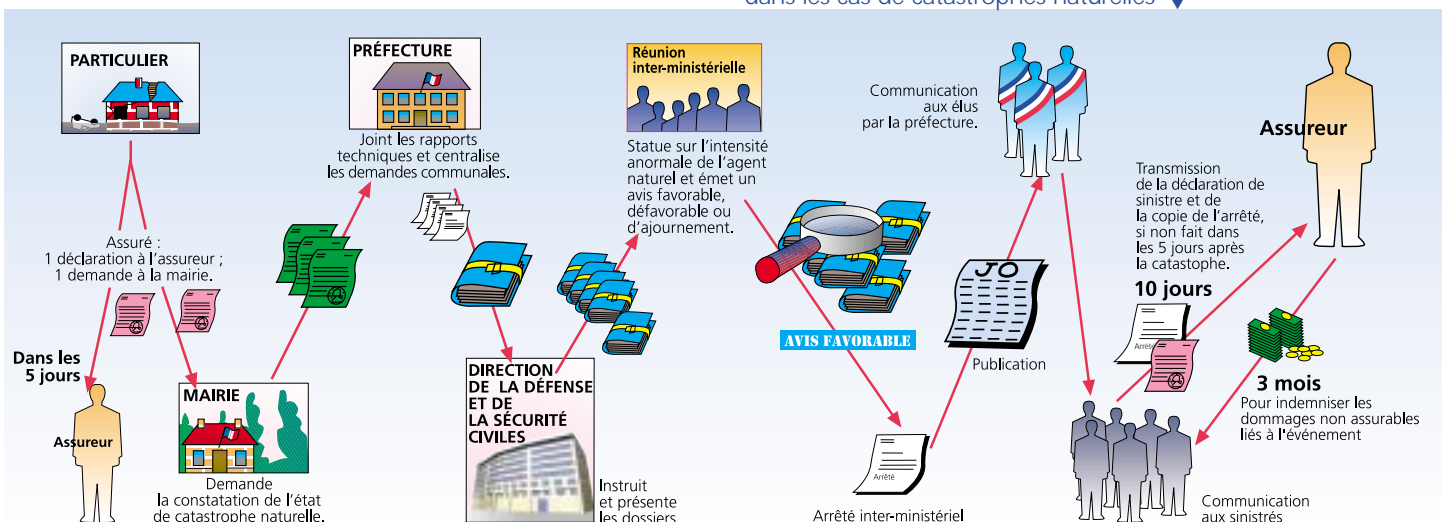 dans les cas de catastrophes naturelles
PARTICULIER
Assuré :
1 déclaration à l'assureur ;
1 demande à la mairie.
Dans les
5 jours
Assureur
MAIRIE
Demande
la constatation de l'état
de catastrophe naturelle.
PRÉFECTURE
Joint les rapports
techniques et centralise
les demandes communales.
DIRECTION
DE LA DÉFENSE
ET DE
LA SÉCURITÉ
CIVILES
Instruit
et présente
les dossiers
Réunion
inter-ministérielle
Statue sur l'intensité
anormale de l'agent
naturel et émet un
avis favorable,
défavorable ou
d'ajournement.
AVIS FAVORABLE
Arrêté
Arrêté inter-ministériel
JO
Publication
Communication
aux élus
par la préfecture.
Communication
aux sinistrés
Transmission
de la déclaration de
sinistre et de
la copie de l'arrêté,
si non fait dans
les 5 jours après
la catastophe.
10 jours
Arrêté
Assureur
3 mois
Pour indemniser les
dommages non assurables
liés à l'événement